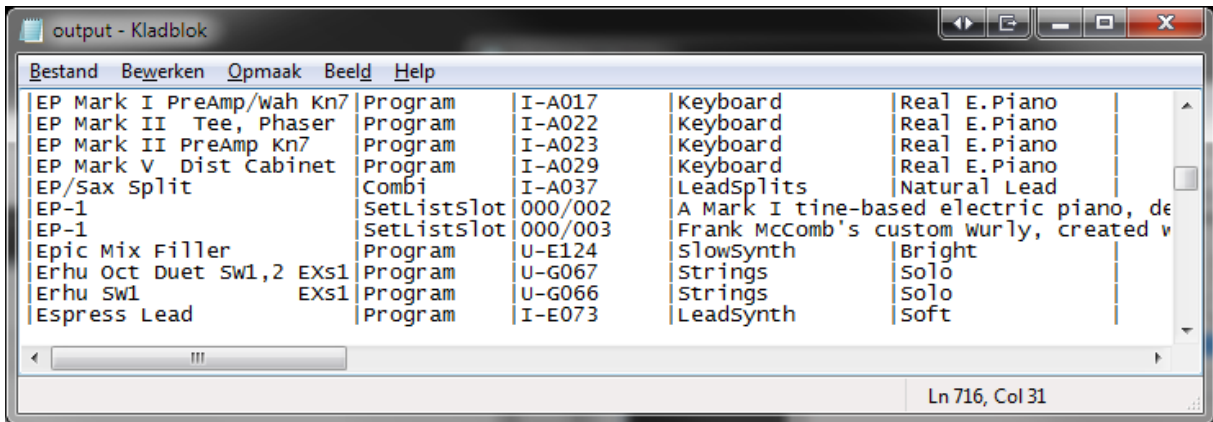 output - Kladblok
Bestand Bewerken Opmaak Beeld Help
|EP Mark I PreAmp/Wah Kn7|Program |I-A017 |Keyboard |Real E.Piano |
|EP Mark II  Tee, Phaser |Program |I-A022 |Keyboard |Real E.Piano |
|EP Mark II PreAmp Kn7 |Program |I-A023 |Keyboard |Real E.Piano |
|EP Mark V  Dist Cabinet |Program |I-A029 |Keyboard |Real E.Piano |
|EP/Sax Split |Combi |I-A037 |LeadSplits |Natural Lead |
|EP-1 |SetListSlot|000/002 |A Mark I tine-based electric piano, de
|EP-1 |SetListSlot|000/003 |Frank McComb's custom Wurly, created w
|Epic Mix Filler |Program |U-E124 |SlowSynth |Bright |
|Erhu Oct Duet SW1,2 EXs1|Program |U-G067 |Strings |Solo |
|Erhu SW1 EXs1|Program |U-G066 |Strings |Solo |
|Espress Lead |Program |I-E073 |LeadSynth |Soft |
Ln 716, Col 31